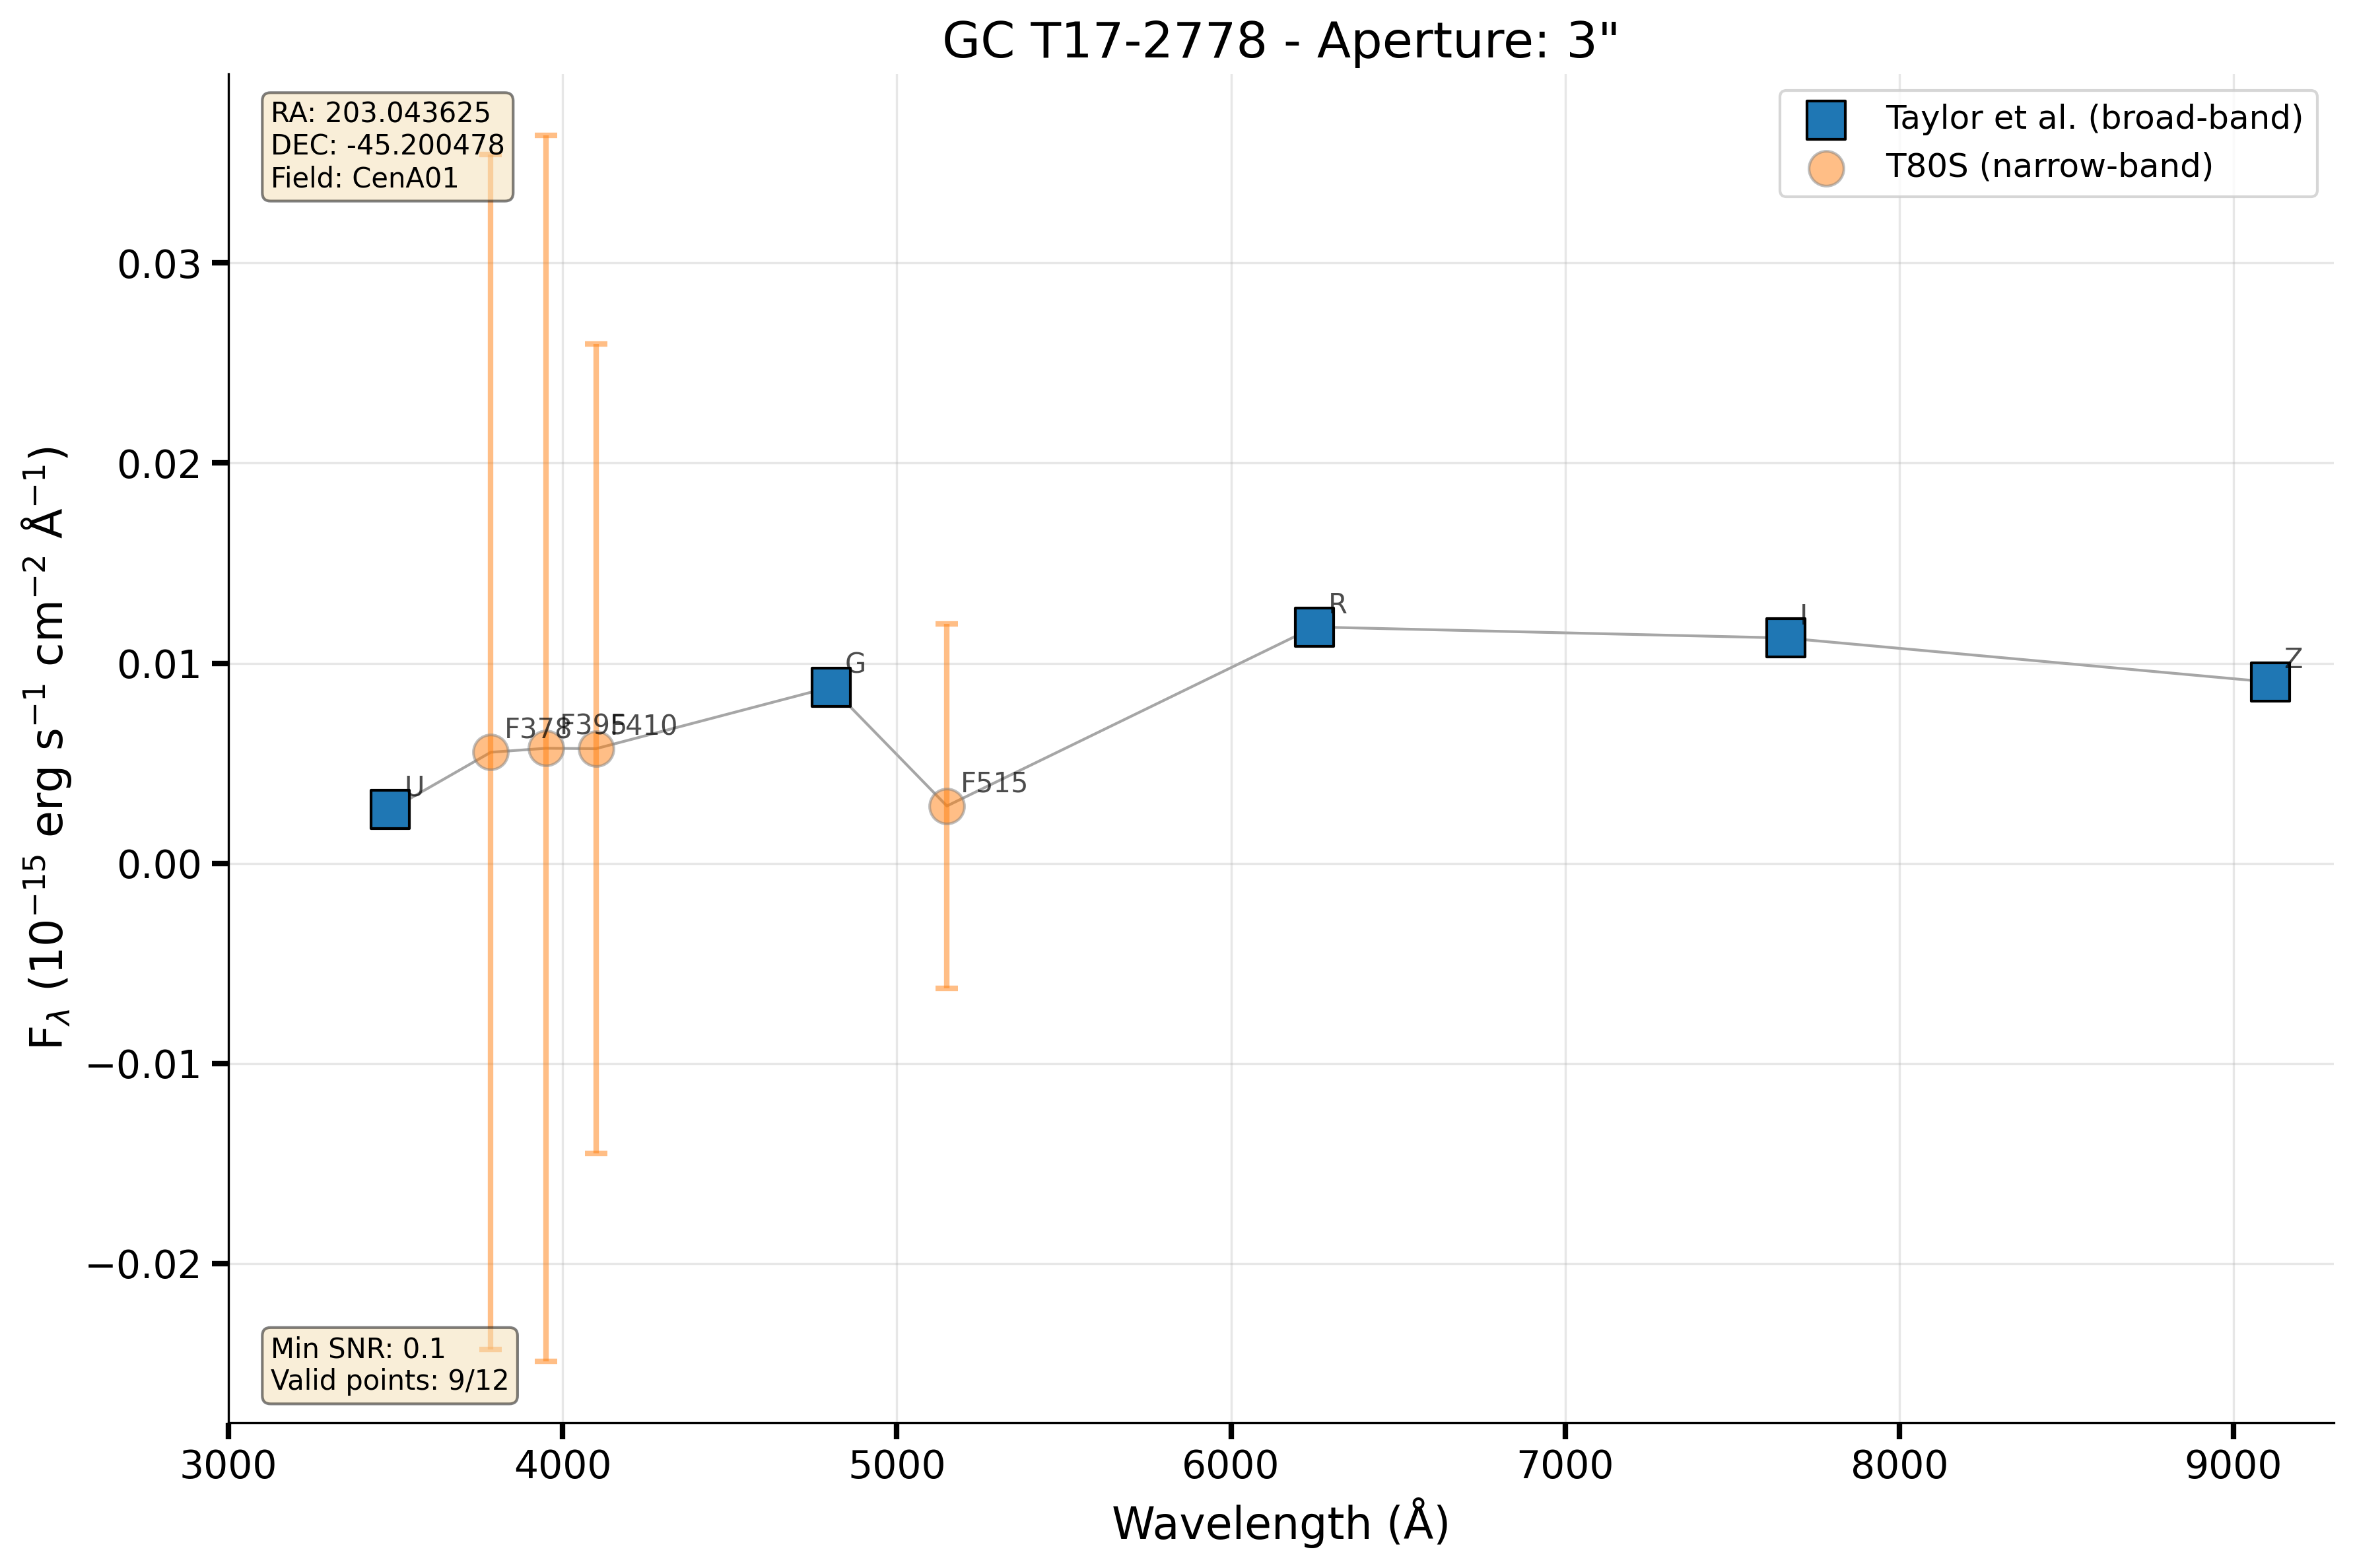 GC T17-2778 - Aperture: 3"
RA: 203.043625
DEC: -45.200478
Field: CenA01
Taylor et al. (broad-band)
T80S (narrow-band)
0.03
0.02
0.01
0.00
−0.01
−0.02
F_λ (10⁻¹⁵ erg s⁻¹ cm⁻² Å⁻¹)
U
F378
F395
F410
G
F515
R
I
Z
Min SNR: 0.1
Valid points: 9/12
3000
4000
5000
6000
7000
8000
9000
Wavelength (Å)